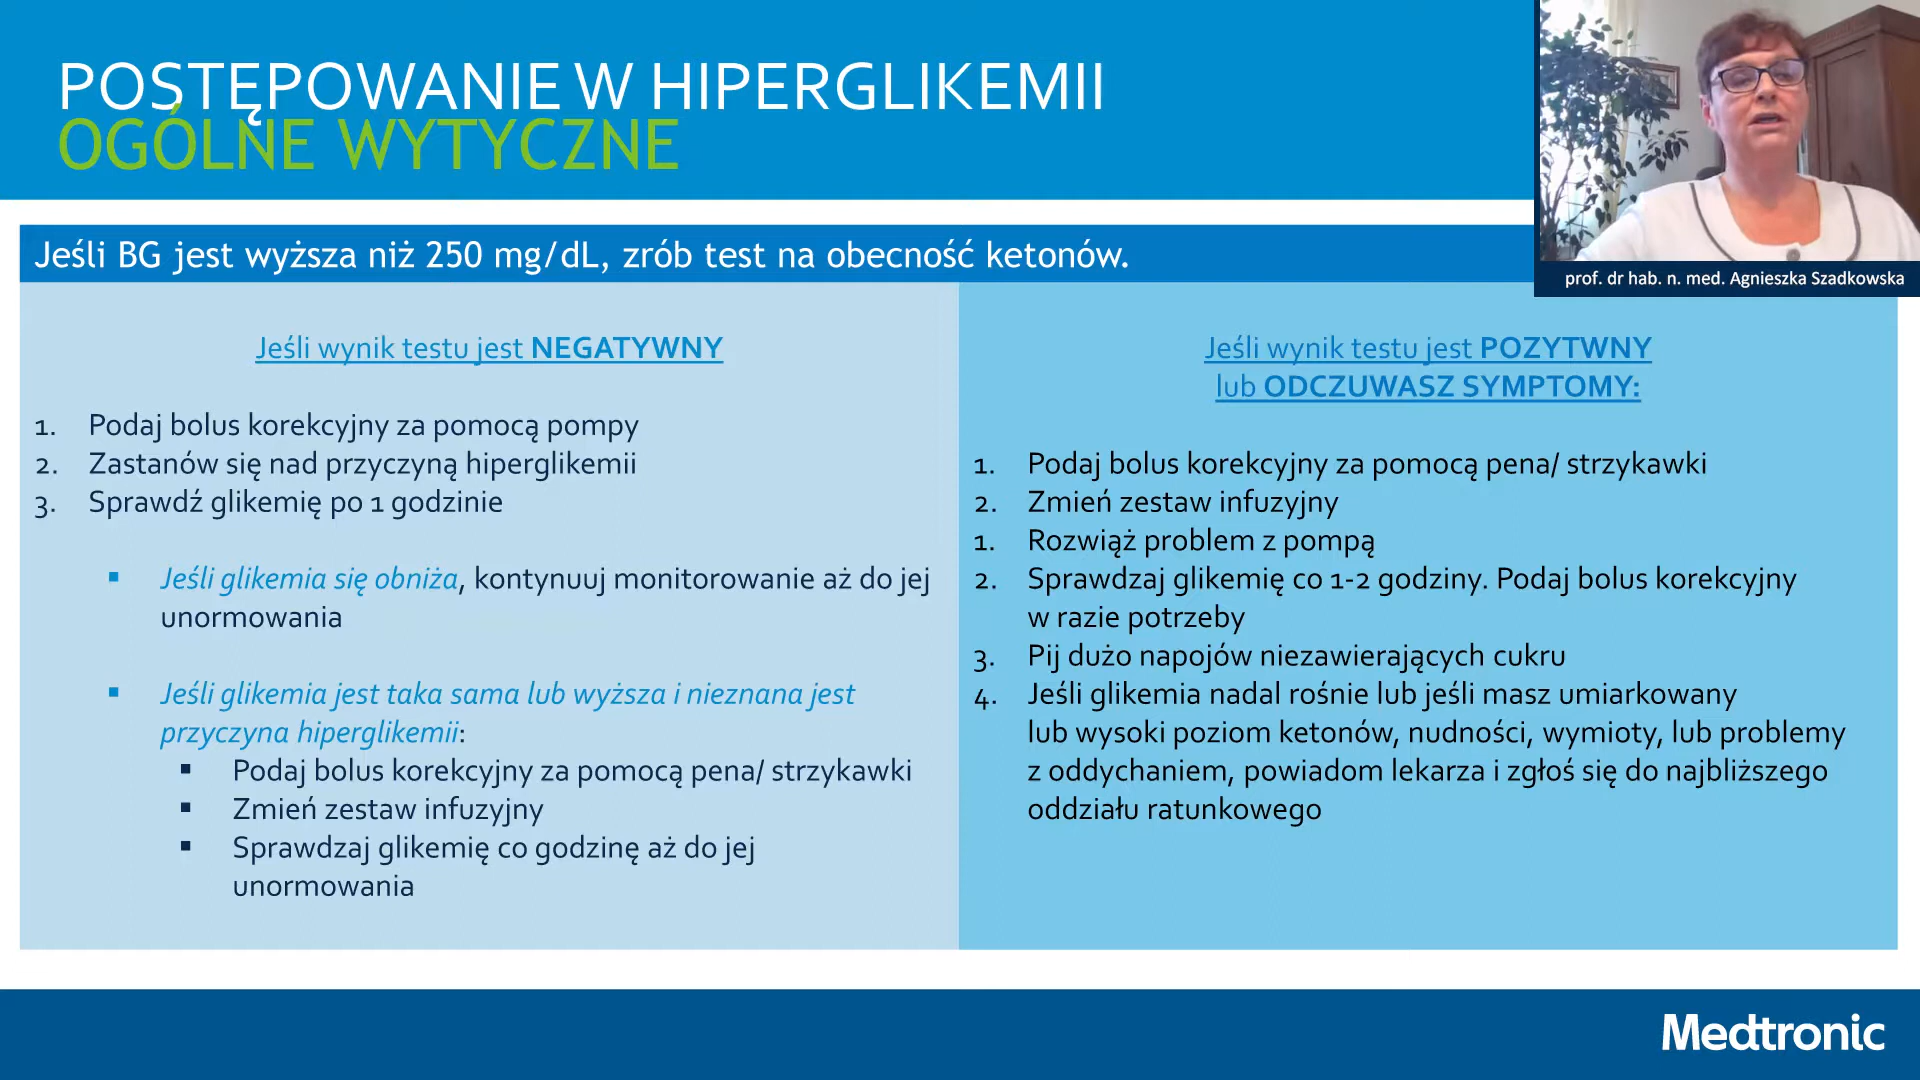 POSTĘPOWANIE W HIPERGLIKEMII
OGÓLNE WYTYCZNE
prof. dr hab. n. med. Agnieszka Szadkowska
Jeśli BG jest wyższa niż 250 mg/dL, zrób test na obecność ketonów.
Jeśli wynik testu jest NEGATYWNY
1. Podaj bolus korekcyjny za pomocą pompy
2. Zastanów się nad przyczyną hiperglikemii
3. Sprawdź glikemię po 1 godzinie
▪ Jeśli glikemia się obniża, kontynuuj monitorowanie aż do jej
unormowania
▪ Jeśli glikemia jest taka sama lub wyższa i nieznana jest
przyczyna hiperglikemii:
▪ Podaj bolus korekcyjny za pomocą pena/ strzykawki
▪ Zmień zestaw infuzyjny
▪ Sprawdzaj glikemię co godzinę aż do jej
unormowania
Jeśli wynik testu jest POZYTWNY
lub ODCZUWASZ SYMPTOMY:
1. Podaj bolus korekcyjny za pomocą pena/ strzykawki
2. Zmień zestaw infuzyjny
1. Rozwiąż problem z pompą
2. Sprawdzaj glikemię co 1-2 godziny. Podaj bolus korekcyjny
w razie potrzeby
3. Pij dużo napojów niezawierających cukru
4. Jeśli glikemia nadal rośnie lub jeśli masz umiarkowany
lub wysoki poziom ketonów, nudności, wymioty, lub problemy
z oddychaniem, powiadom lekarza i zgłoś się do najbliższego
oddziału ratunkowego
Medtronic